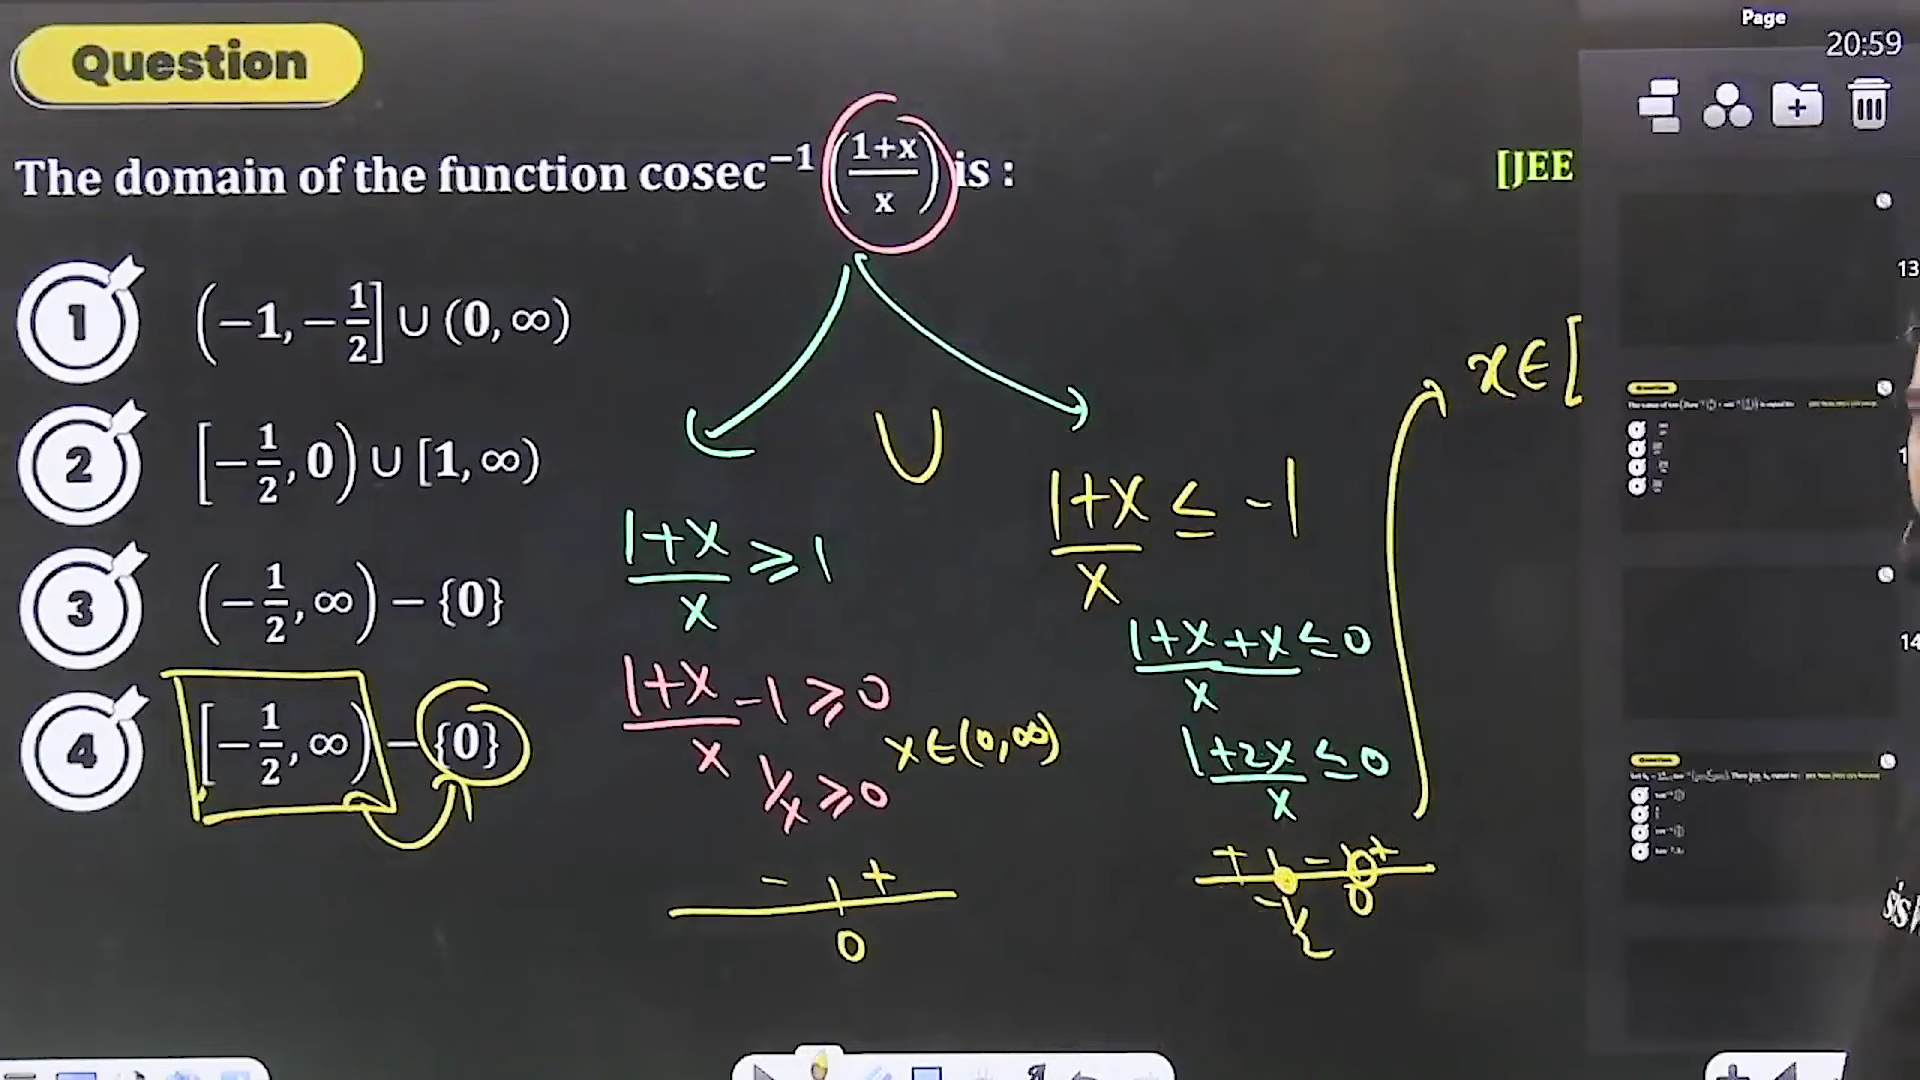 Page
20:59
Question
The domain of the function cosec⁻¹ ((1+x)/x) is :
[JEE
1 (−1, −1/2] ∪ (0, ∞)
2 [−1/2, 0) ∪ [1, ∞)
3 (−1/2, ∞) − {0}
4 [−1/2, ∞) − {0}
∪
(1+x)/x ≥ 1
(1+x)/x − 1 ≥ 0
1/x ≥ 0
x ∈ (0, ∞)
− +
0
(1+x)/x ≤ −1
(1+x+x)/x ≤ 0
(1+2x)/x ≤ 0
+ − +
−1/2 0
x ∈ [
13
14